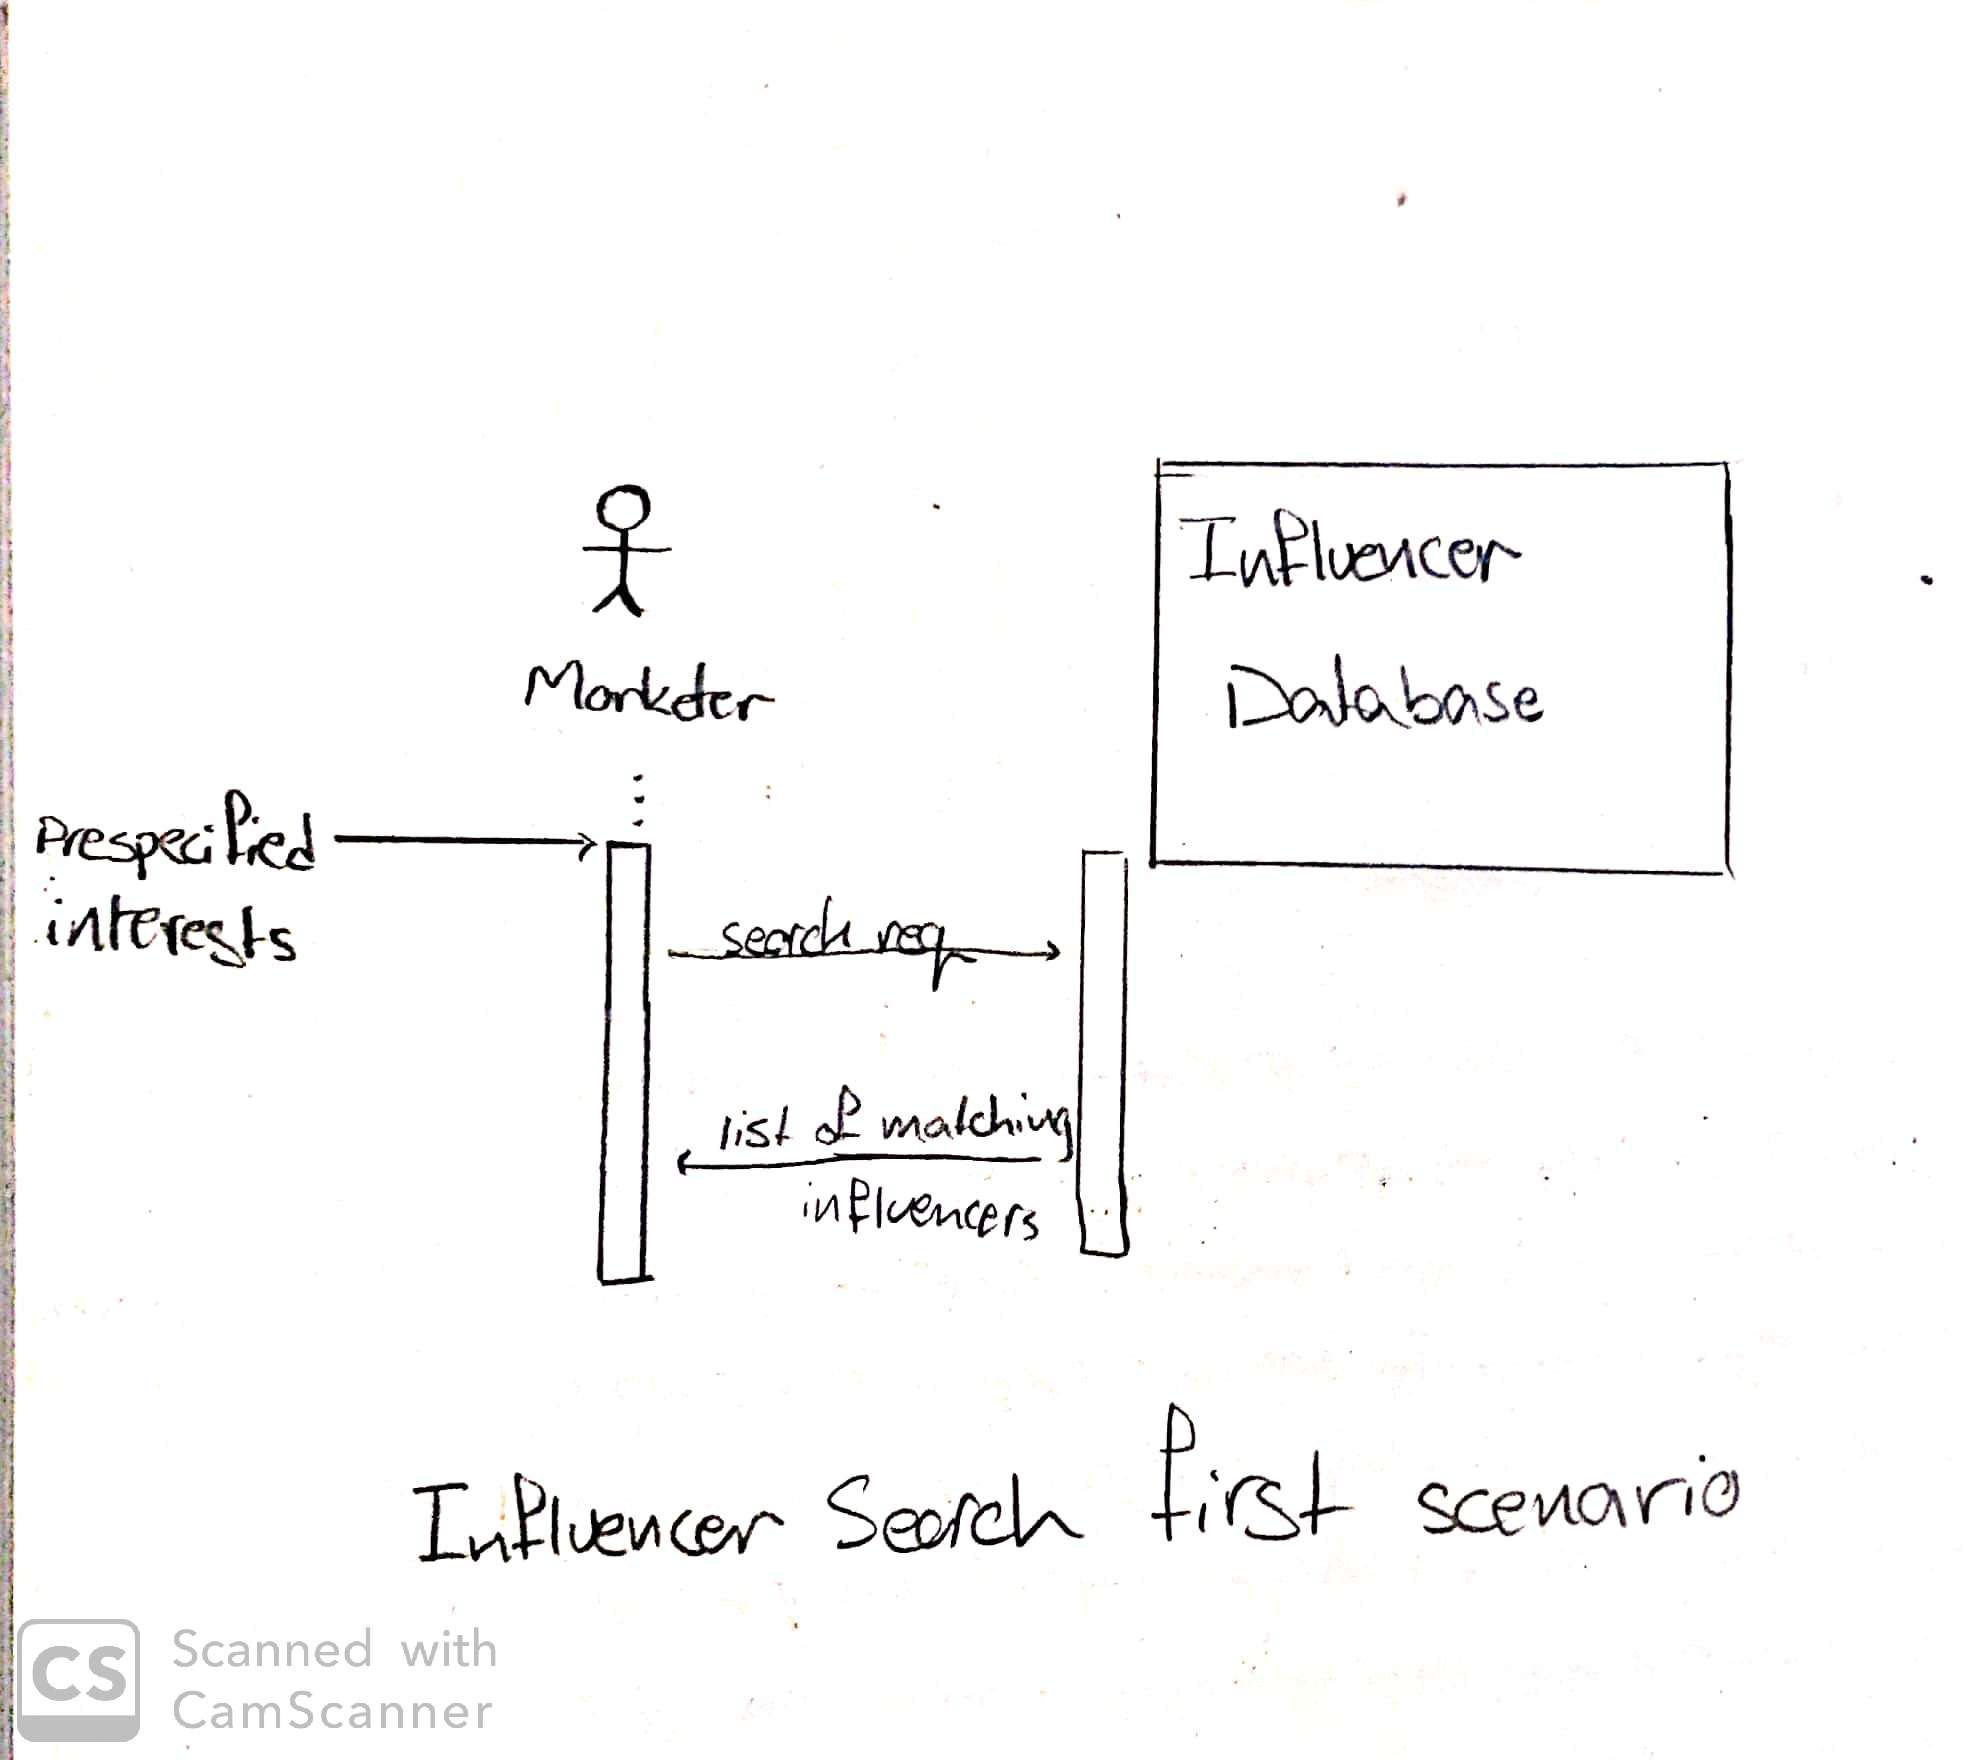 Influencer
Database
Marketer
Prespecified
interests
search req
list of matching
influencers
Influencer Search first scenario
CS
Scanned with
CamScanner